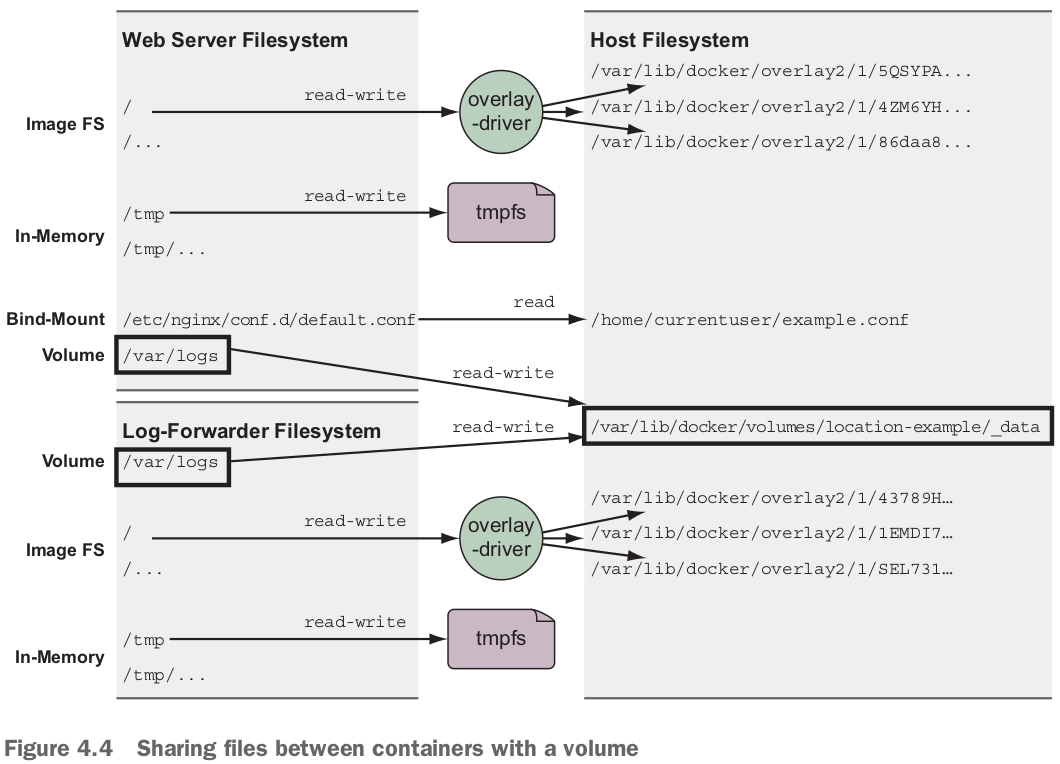 Web Server Filesystem
Host Filesystem
/var/lib/docker/overlay2/1/5QSYPA...
Image FS
/
read-write
overlay
-driver
/var/lib/docker/overlay2/1/4ZM6YH...
/...
/var/lib/docker/overlay2/1/86daa8...
In-Memory
/tmp
read-write
tmpfs
/tmp/...
Bind-Mount
/etc/nginx/conf.d/default.conf
read
/home/currentuser/example.conf
Volume
/var/logs
read-write
Log-Forwarder Filesystem
read-write
/var/lib/docker/volumes/location-example/_data
Volume
/var/logs
/var/lib/docker/overlay2/1/43789H…
Image FS
/
read-write
overlay
-driver
/var/lib/docker/overlay2/1/1EMDI7…
/...
/var/lib/docker/overlay2/1/SEL731…
In-Memory
/tmp
read-write
tmpfs
/tmp/...
Figure 4.4 Sharing files between containers with a volume